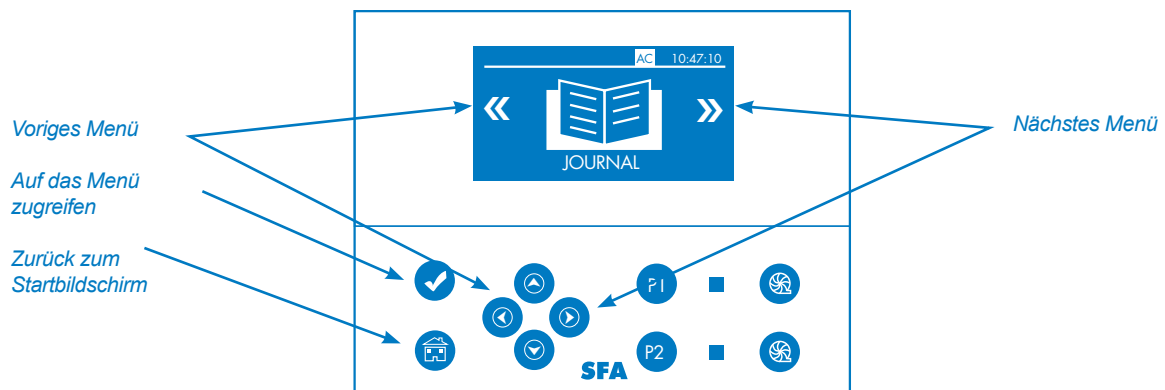 AC 10:47:10
JOURNAL
Voriges Menü
Auf das Menü
zugreifen
Zurück zum
Startbildschirm
Nächstes Menü
P1
P2
SFA